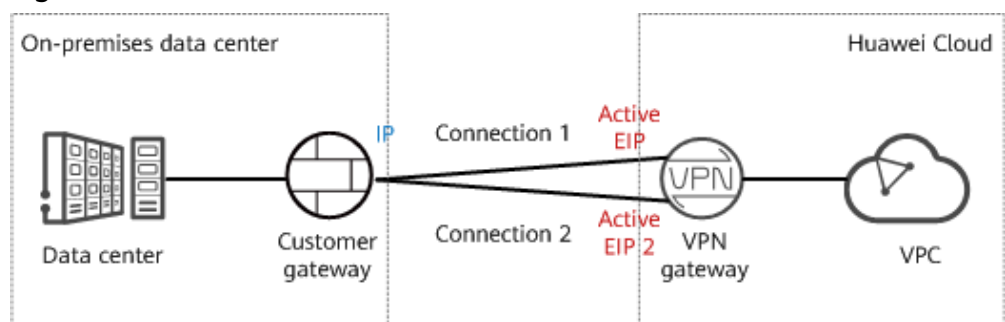 On-premises data center
Huawei Cloud
IP
Connection 1
Active
EIP
VPN
Connection 2
Active
EIP 2
Data center
Customer
gateway
VPN
gateway
VPC